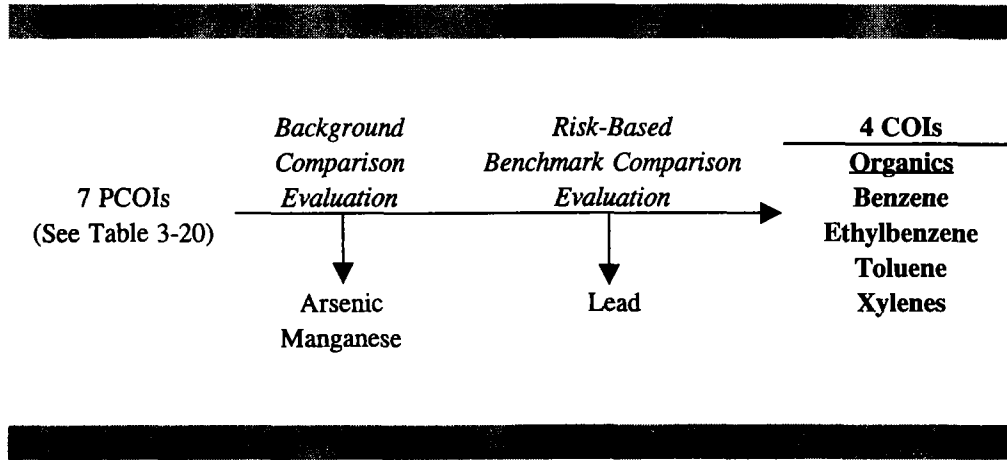 7 PCOIs
(See Table 3-20)
Background
Comparison
Evaluation
Arsenic
Manganese
Risk-Based
Benchmark Comparison
Evaluation
Lead
4 COIs
Organics
Benzene
Ethylbenzene
Toluene
Xylenes